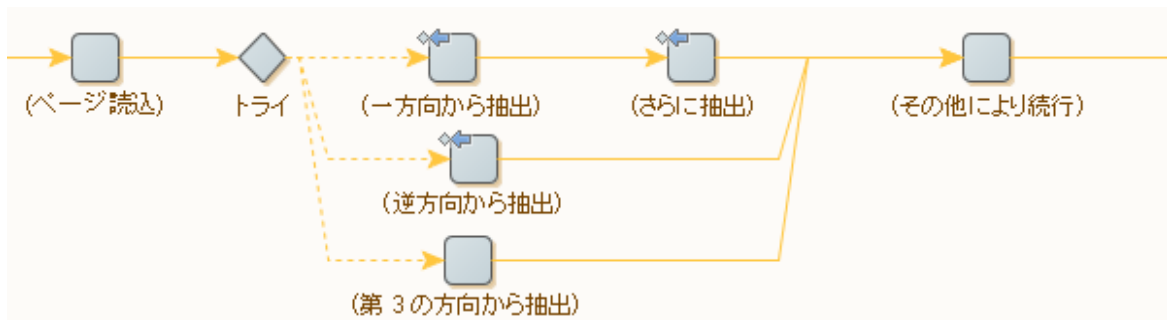 (ページ読込)
トライ
(一方向から抽出)
(さらに抽出)
(その他により続行)
(逆方向から抽出)
(第 3 の方向から抽出)